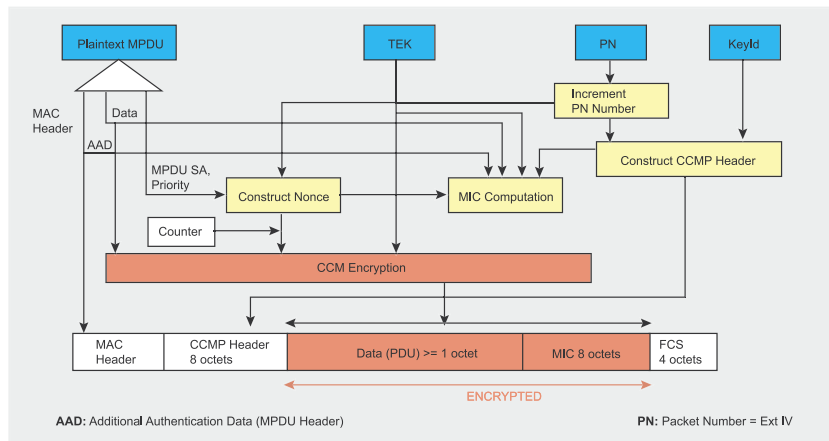 Plaintext MPDU
TEK
PN
KeyId
MAC
Header
Data
Increment
PN Number
AAD
MPDU SA,
Priority
Construct CCMP Header
Construct Nonce
MIC Computation
Counter
CCM Encryption
MAC
Header
CCMP Header
8 octets
Data (PDU) >= 1 octet
MIC 8 octets
FCS
4 octets
ENCRYPTED
AAD: Additional Authentication Data (MPDU Header)
PN: Packet Number = Ext IV